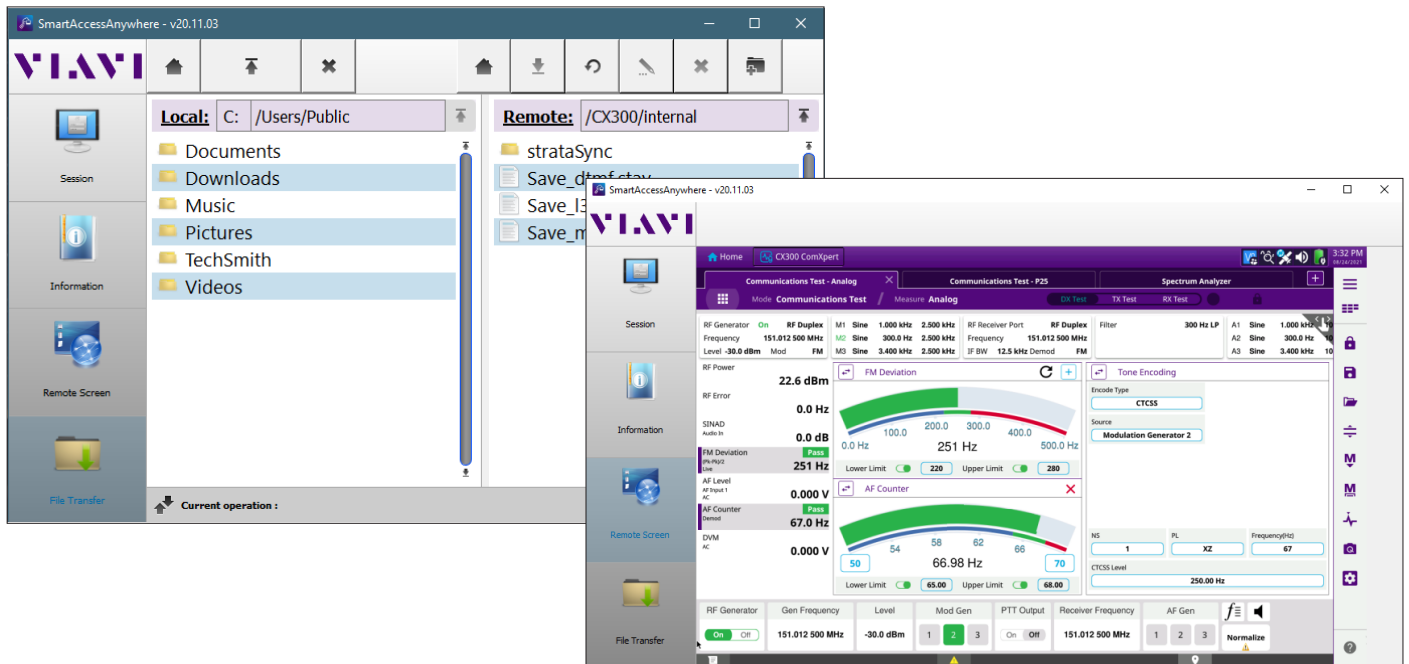 SmartAccessAnywhere - v20.11.03
VIAVI
Local: C: /Users/Public
Remote: /CX300/internal
Session
Information
Remote Screen
File Transfer
Documents
Downloads
Music
Pictures
TechSmith
Videos
strataSync
Save_dtmf.stav
Save_l3
Save_m
Current operation :
SmartAccessAnywhere - v20.11.03
VIAVI
Session
Information
Remote Screen
File Transfer
Home CX300 ComXpert
3:32 PM
08/24/2021
Communications Test - Analog Communications Test - P25 Spectrum Analyzer
Mode Communications Test / Measure Analog DX Test TX Test RX Test
RF Generator On RF Duplex
Frequency 151.012 500 MHz
Level -30.0 dBm Mod FM
M1 Sine 1.000 kHz 2.500 kHz
M2 Sine 300.0 Hz 2.500 kHz
M3 Sine 3.400 kHz 2.500 kHz
RF Receiver Port RF Duplex
Frequency 151.012 500 MHz
IF BW 12.5 kHz Demod FM
Filter 300 Hz LP
A1 Sine 1.000 kHz 10
A2 Sine 300.0 Hz
A3 Sine 3.400 kHz 10
RF Power
22.6 dBm
RF Error
0.0 Hz
SINAD
Audio In
0.0 dB
FM Deviation Pass
(Pk-Pk)/2
Live
251 Hz
AF Level
AF Input 1
AC
0.000 V
AF Counter Pass
Demod
67.0 Hz
DVM
AC
0.000 V
FM Deviation
0.0 Hz 100.0 200.0 300.0 400.0 500.0 Hz
251 Hz
Lower Limit 220 Upper Limit 280
AF Counter
50 54 58 62 66 70
66.98 Hz
Lower Limit 65.00 Upper Limit 68.00
Tone Encoding
Encode Type
CTCSS
Source
Modulation Generator 2
NS PL Frequency(Hz)
1 XZ 67
CTCSS Level
250.00 Hz
RF Generator Gen Frequency Level Mod Gen PTT Output Receiver Frequency AF Gen
On Off 151.012 500 MHz -30.0 dBm 1 2 3 On Off 151.012 500 MHz 1 2 3 Normalize